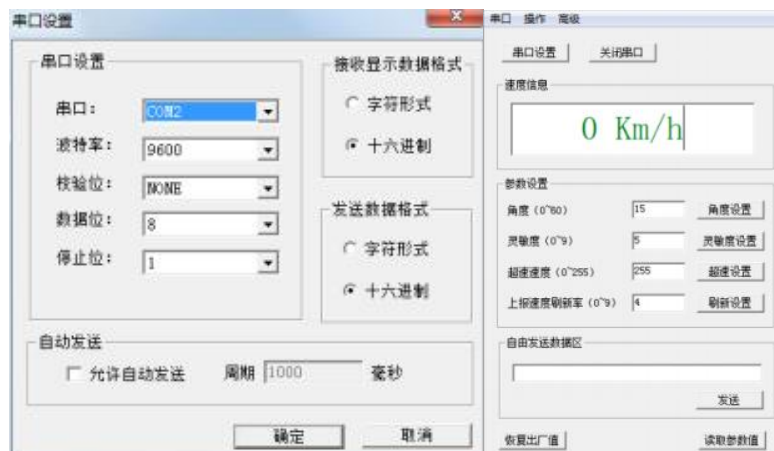 串口设置
串口设置
串口：
COM2
波特率：
9600
校验位：
NONE
数据位：
8
停止位：
1
接收显示数据格式
字符形式
十六进制
发送数据格式
字符形式
十六进制
自动发送
允许自动发送 周期 1000 毫秒
确定 取消
串口 操作 高级
串口设置 关闭串口
速度信息
0 Km/h
参数设置
角度（0~60） 15 角度设置
灵敏度（0~9） 5 灵敏度设置
超速速度（0~255） 255 超速设置
上报速度刷新率（0~9） 4 刷新设置
自由发送数据区
发送
恢复出厂值 读取参数值